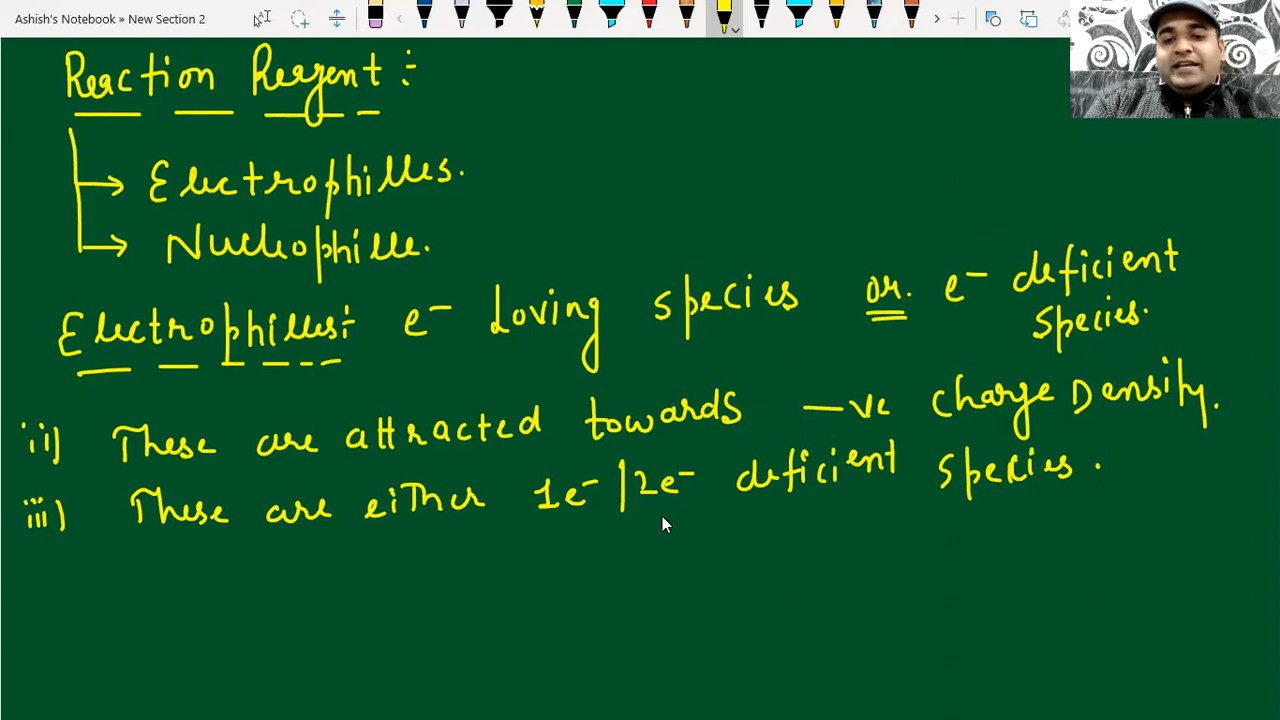 Ashish's Notebook » New Section 2
Reaction Reagent :-
→ Electrophilles.
→ Nucleophille.
Electrophilles:- e⁻ Loving species or. e⁻ deficient
species.
ii) These are attracted towards —ve charge Density.
iii) These are either 1e⁻ | 2e⁻ deficient species.